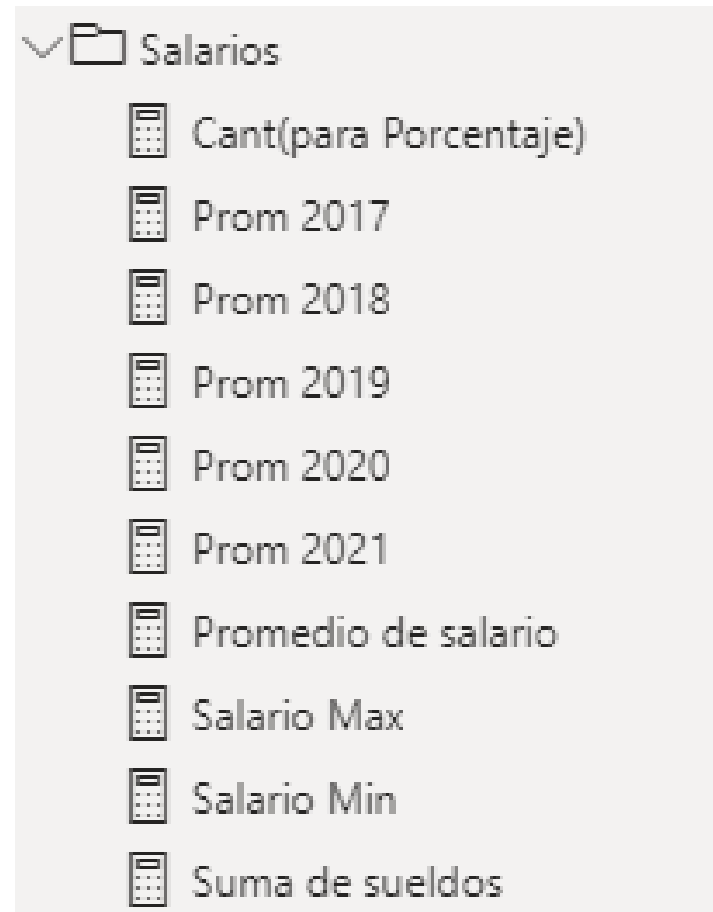 Salarios
Cant(para Porcentaje)
Prom 2017
Prom 2018
Prom 2019
Prom 2020
Prom 2021
Promedio de salario
Salario Max
Salario Min
Suma de sueldos